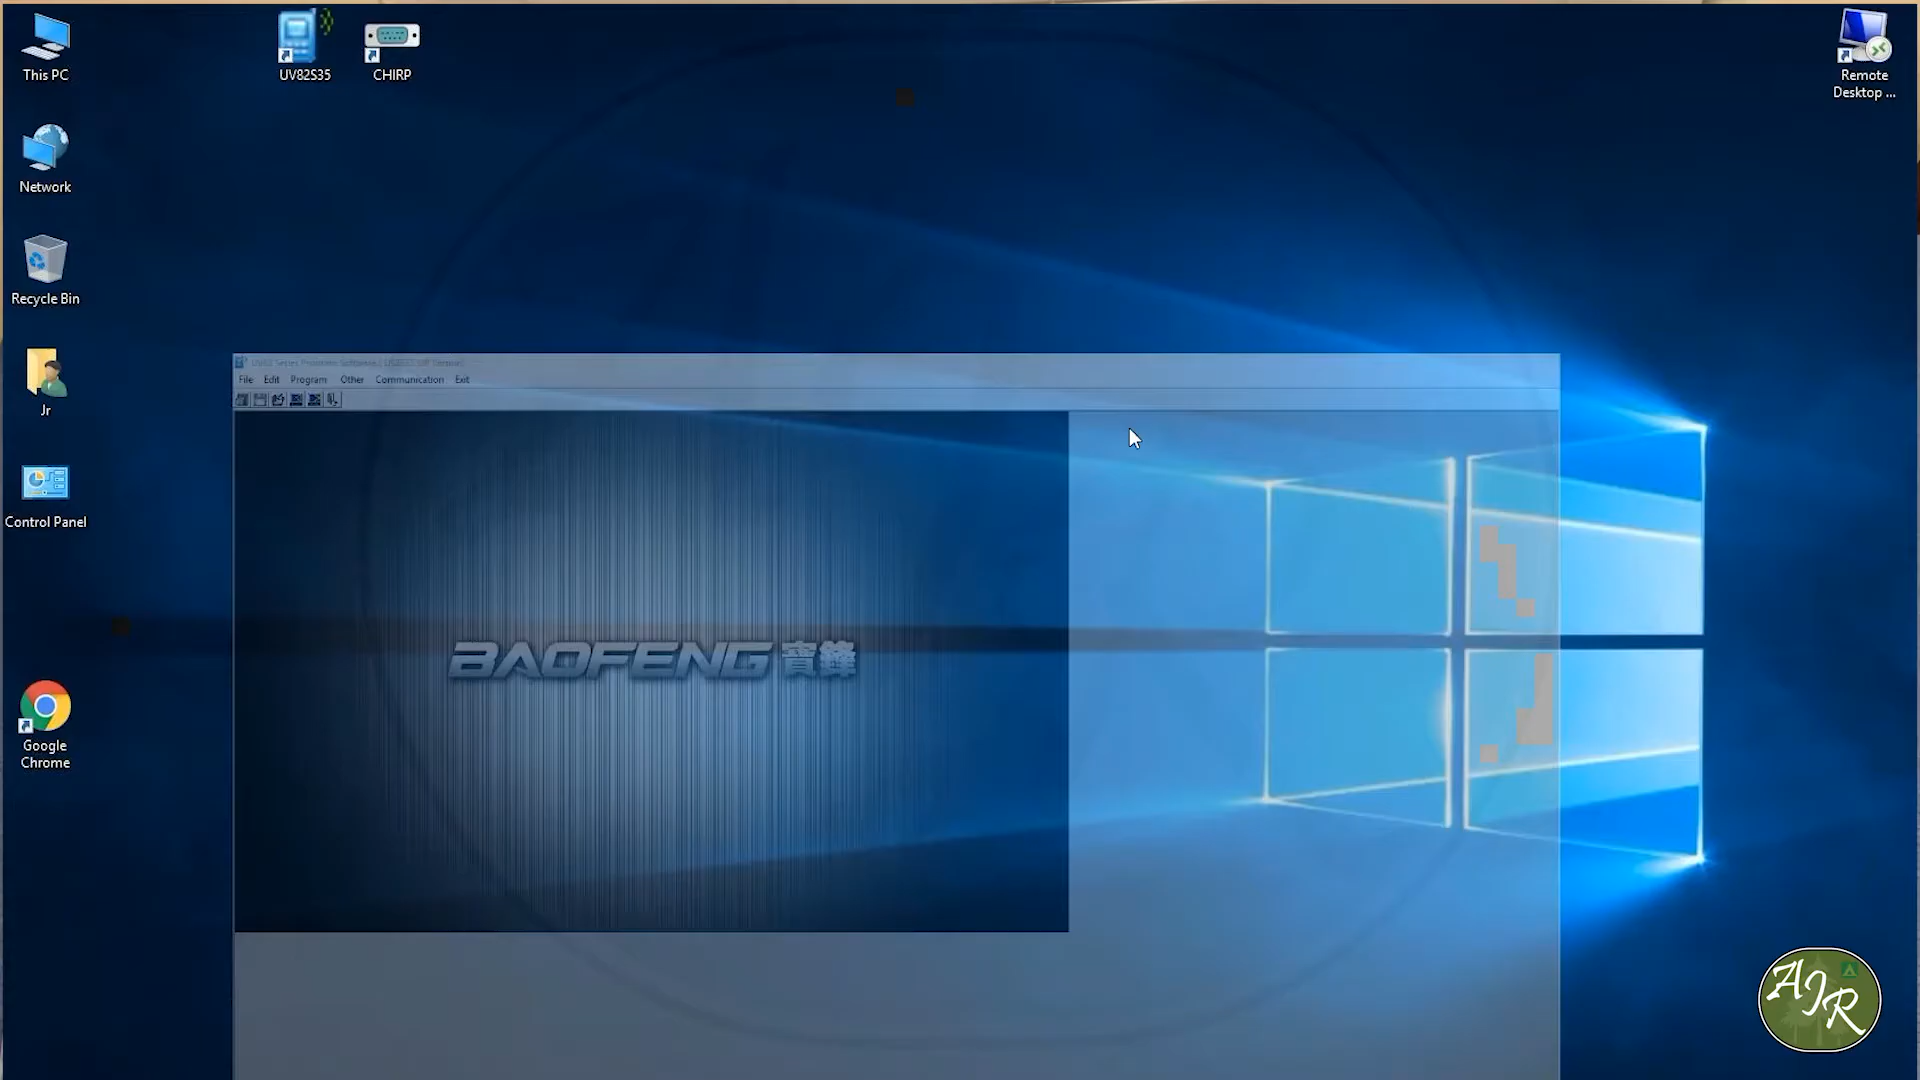 This PC
UV82S35
CHIRP
Remote
Desktop ...
Network
Recycle Bin
Jr
Control Panel
Google
Chrome
File Edit Program Other Communication Exit
BAOFENG 寶鋒
AJR